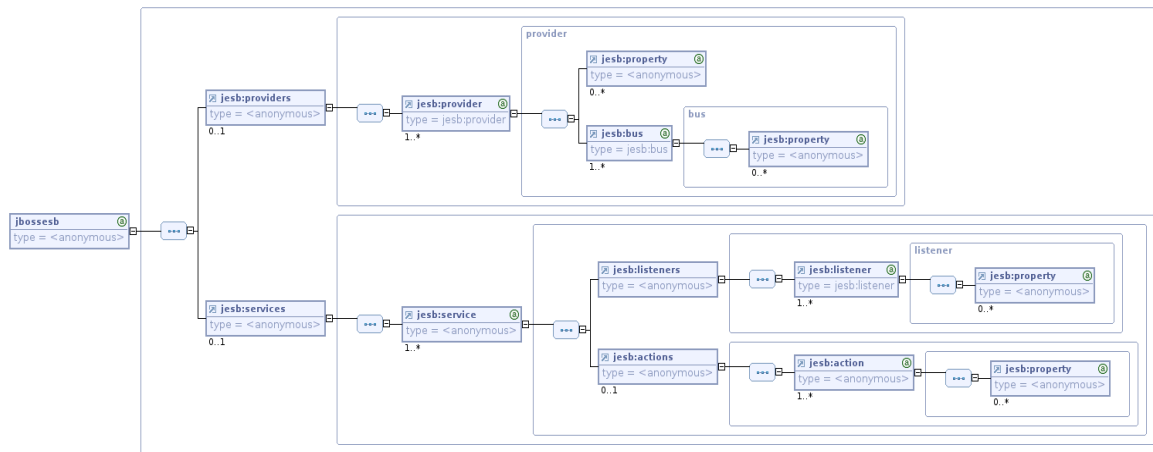 provider
jesb:property a
type = <anonymous>
0..*
bus
jesb:providers
type = <anonymous>
0..1
jesb:provider a
type = jesb:provider
1..*
jesb:bus a
type = jesb:bus
1..*
jesb:property a
type = <anonymous>
0..*
jbossesb a
type = <anonymous>
listener
jesb:listeners
type = <anonymous>
jesb:listener a
type = jesb:listener
1..*
jesb:property a
type = <anonymous>
0..*
jesb:services
type = <anonymous>
0..1
jesb:service a
type = <anonymous>
1..*
jesb:actions
type = <anonymous>
0..1
jesb:action a
type = <anonymous>
1..*
jesb:property a
type = <anonymous>
0..*